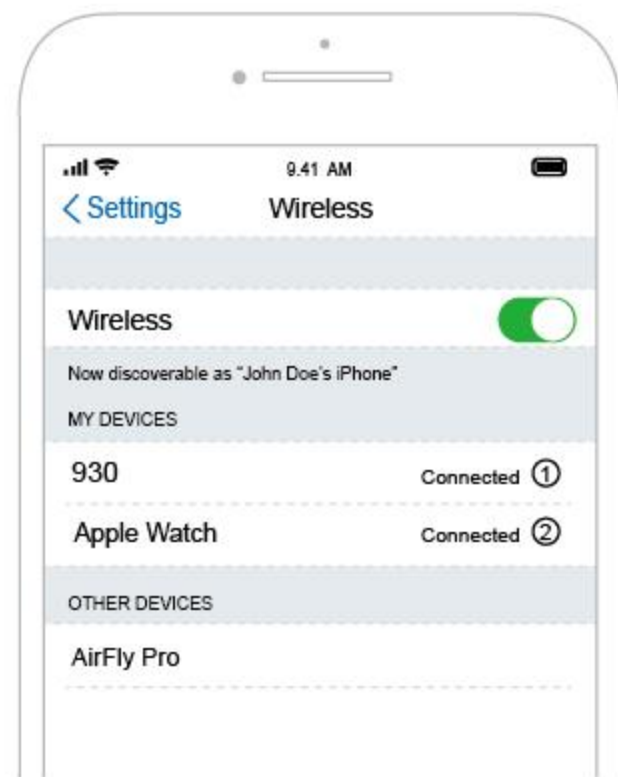 9.41 AM
Settings Wireless
Wireless
Now discoverable as "John Doe's iPhone"
MY DEVICES
930 Connected ①
Apple Watch Connected ②
OTHER DEVICES
AirFly Pro